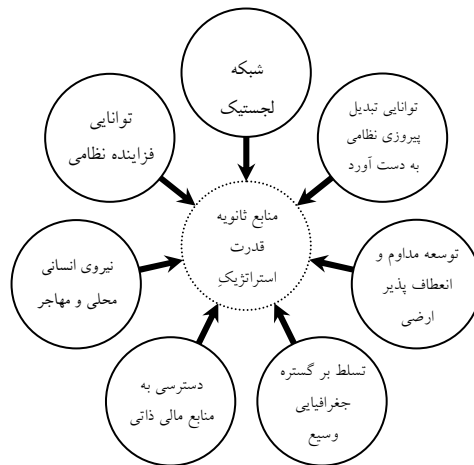 شبکه
لجستیک
توانایی تبدیل
پیروزی نظامی
به دست آورد
توانایی
فزاینده نظامی
منابع ثانویه
قدرت
استراتژیکِ
توسعه مداوم و
انعطاف پذیر
ارضی
نیروی انسانی
محلی و مهاجر
تسلط بر گستره
جغرافیایی
وسیع
دسترسی به
منابع مالی ذاتی